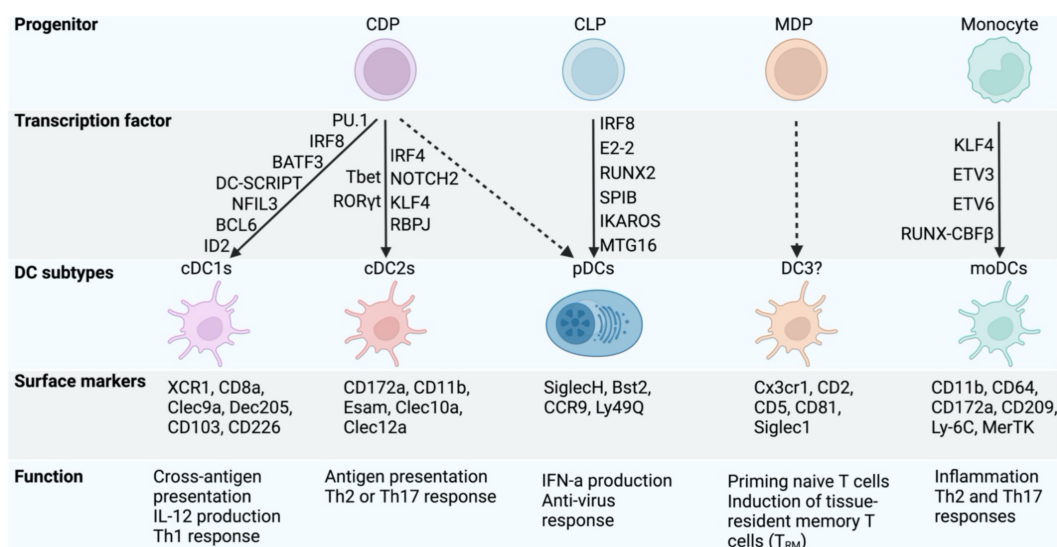 Progenitor
CDP
CLP
MDP
Monocyte
Transcription factor
PU.1
IRF8
BATF3
DC-SCRIPT
NFIL3
BCL6
ID2
Tbet
RORγt
IRF4
NOTCH2
KLF4
RBPJ
IRF8
E2-2
RUNX2
SPIB
IKAROS
MTG16
KLF4
ETV3
ETV6
RUNX-CBFβ
DC subtypes
cDC1s
cDC2s
pDCs
DC3?
moDCs
Surface markers
XCR1, CD8a,
Clec9a, Dec205,
CD103, CD226
CD172a, CD11b,
Esam, Clec10a,
Clec12a
SiglecH, Bst2,
CCR9, Ly49Q
Cx3cr1, CD2,
CD5, CD81,
Siglec1
CD11b, CD64,
CD172a, CD209,
Ly-6C, MerTK
Function
Cross-antigen
presentation
IL-12 production
Th1 response
Antigen presentation
Th2 or Th17 response
IFN-a production
Anti-virus
response
Priming naive T cells
Induction of tissue-
resident memory T
cells (TRM)
Inflammation
Th2 and Th17
responses